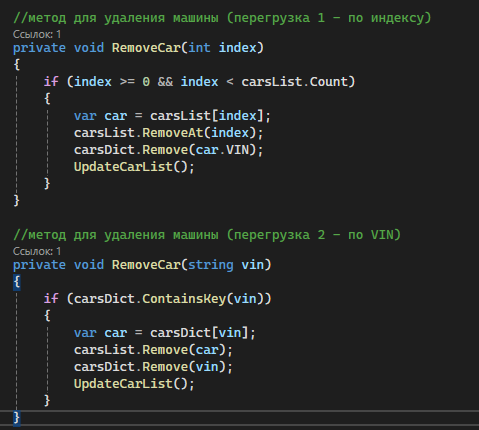 //метод для удаления машины (перегрузка 1 – по индексу)
Ссылок: 1
private void RemoveCar(int index)
{
if (index >= 0 && index < carsList.Count)
{
var car = carsList[index];
carsList.RemoveAt(index);
carsDict.Remove(car.VIN);
UpdateCarList();
}
}
//метод для удаления машины (перегрузка 2 – по VIN)
Ссылок: 1
private void RemoveCar(string vin)
{
if (carsDict.ContainsKey(vin))
{
var car = carsDict[vin];
carsList.Remove(car);
carsDict.Remove(vin);
UpdateCarList();
}
}